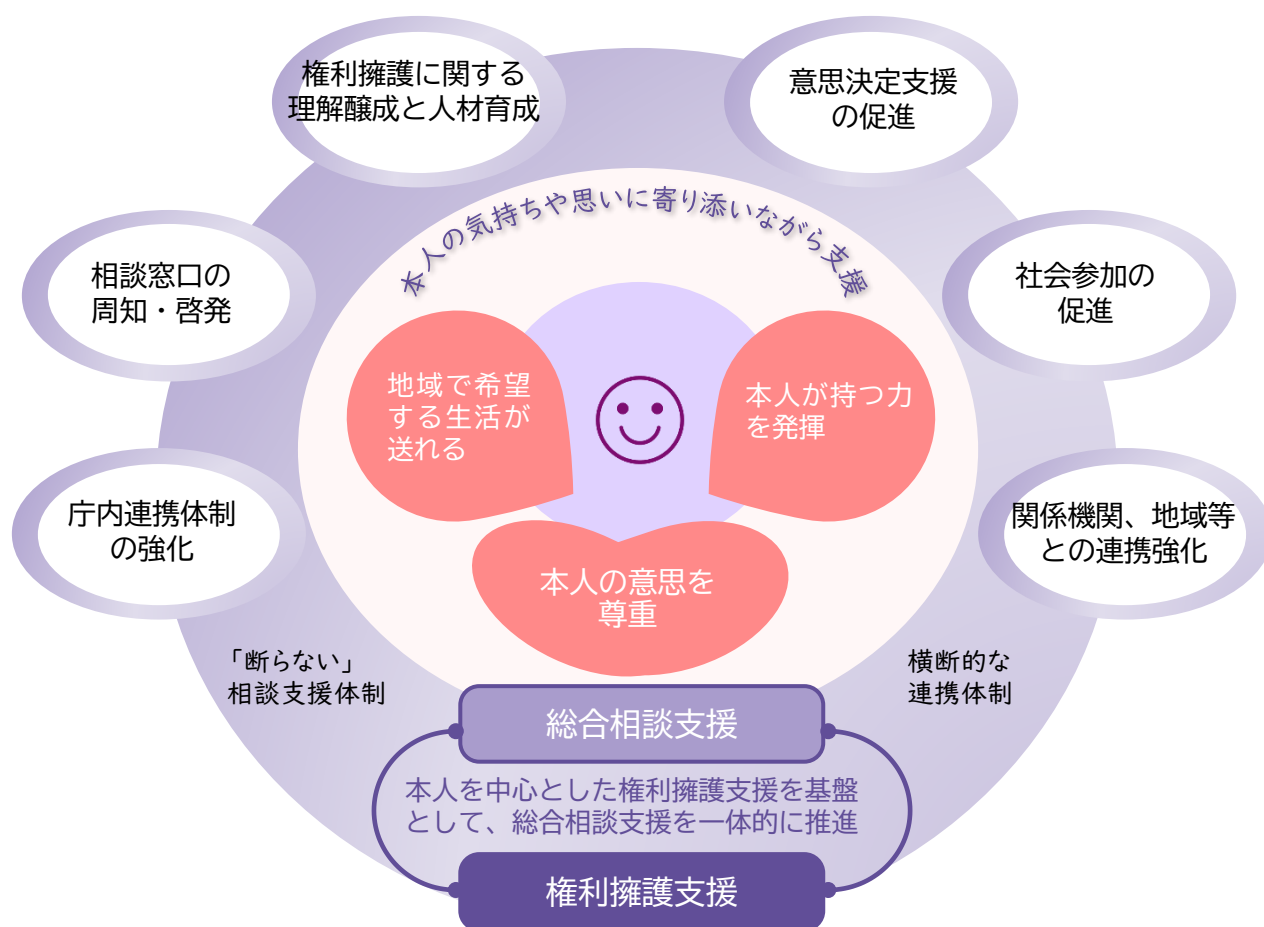 権利擁護に関する
理解醸成と人材育成
意思決定支援
の促進
相談窓口の
周知・啓発
社会参加の
促進
庁内連携体制
の強化
関係機関、地域等
との連携強化
本人の気持ちや思いに寄り添いながら支援
地域で希望
する生活が
送れる
本人が持つ力
を発揮
本人の意思を
尊重
「断らない」
相談支援体制
横断的な
連携体制
総合相談支援
本人を中心とした権利擁護支援を基盤
として、総合相談支援を一体的に推進
権利擁護支援